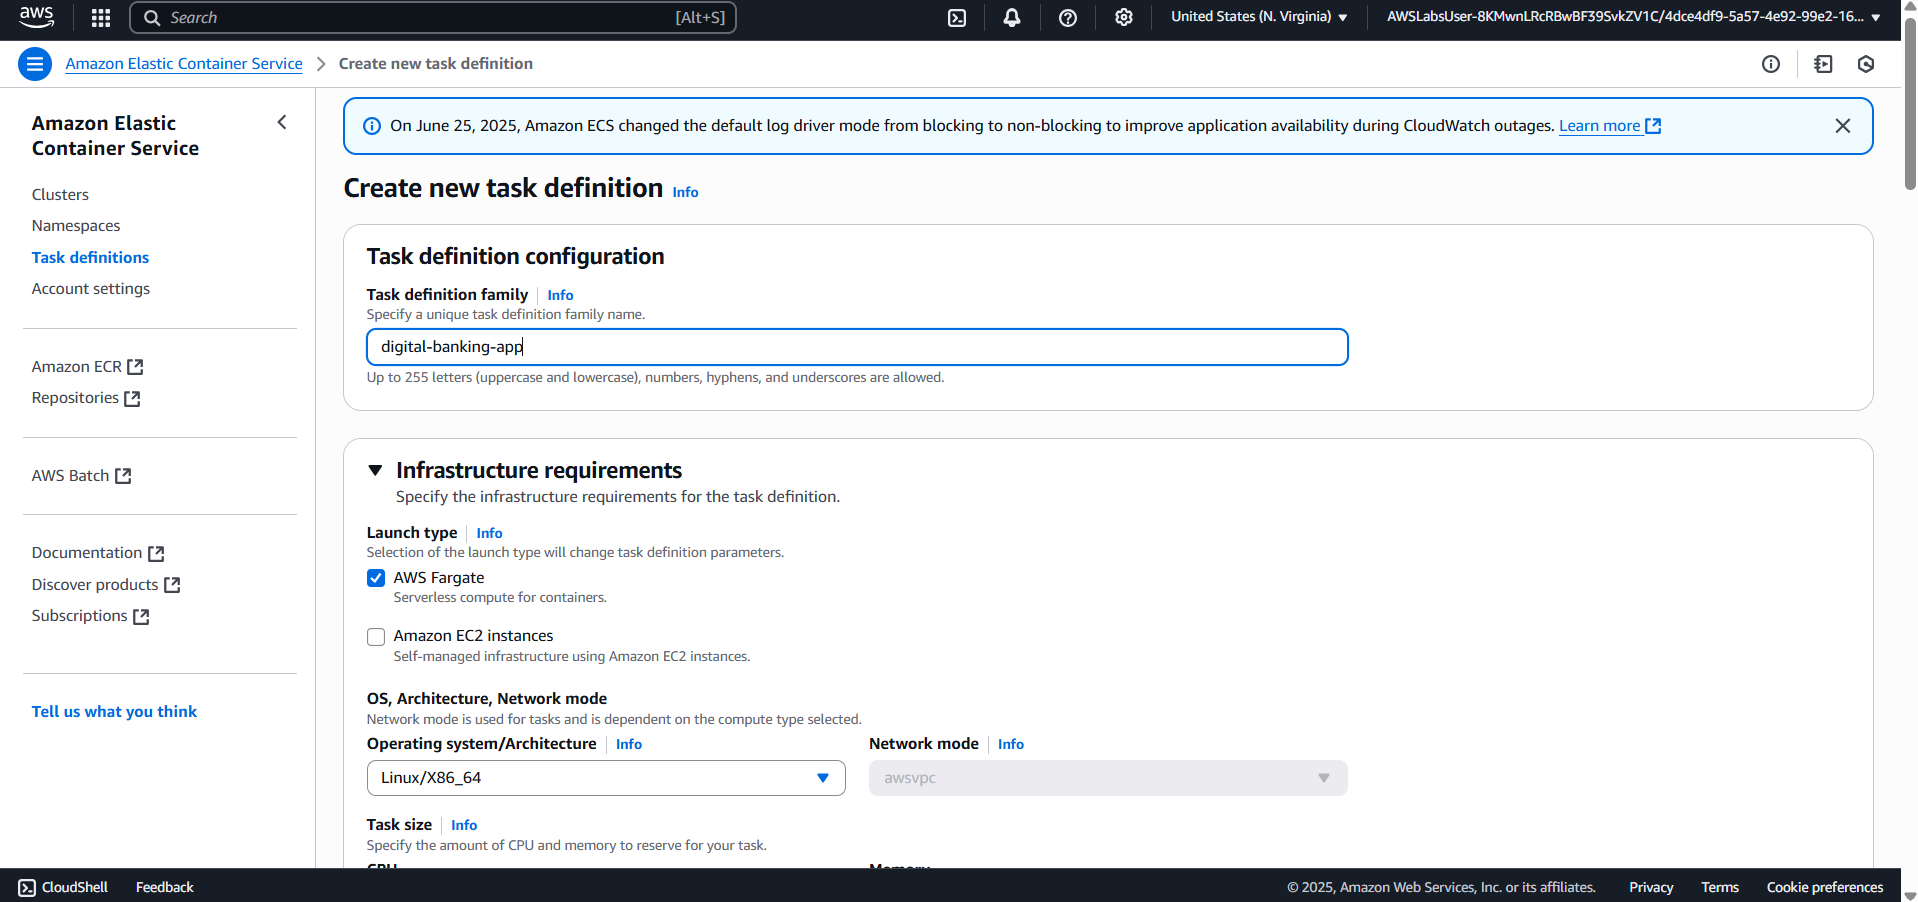 aws
Search
[Alt+S]
United States (N. Virginia)
AWSLabsUser-8KMwnLRcRBwBF39SvkZV1C/4dce4df9-5a57-4e92-99e2-16...
Amazon Elastic Container Service
Create new task definition
Amazon Elastic
Container Service
Clusters
Namespaces
Task definitions
Account settings
Amazon ECR
Repositories
AWS Batch
Documentation
Discover products
Subscriptions
Tell us what you think
On June 25, 2025, Amazon ECS changed the default log driver mode from blocking to non-blocking to improve application availability during CloudWatch outages. Learn more
Create new task definition Info
Task definition configuration
Task definition family Info
Specify a unique task definition family name.
digital-banking-app
Up to 255 letters (uppercase and lowercase), numbers, hyphens, and underscores are allowed.
Infrastructure requirements
Specify the infrastructure requirements for the task definition.
Launch type Info
Selection of the launch type will change task definition parameters.
AWS Fargate
Serverless compute for containers.
Amazon EC2 instances
Self-managed infrastructure using Amazon EC2 instances.
OS, Architecture, Network mode
Network mode is used for tasks and is dependent on the compute type selected.
Operating system/Architecture Info
Network mode Info
Linux/X86_64
awsvpc
Task size Info
Specify the amount of CPU and memory to reserve for your task.
CPU
Memory
CloudShell
Feedback
© 2025, Amazon Web Services, Inc. or its affiliates.
Privacy
Terms
Cookie preferences